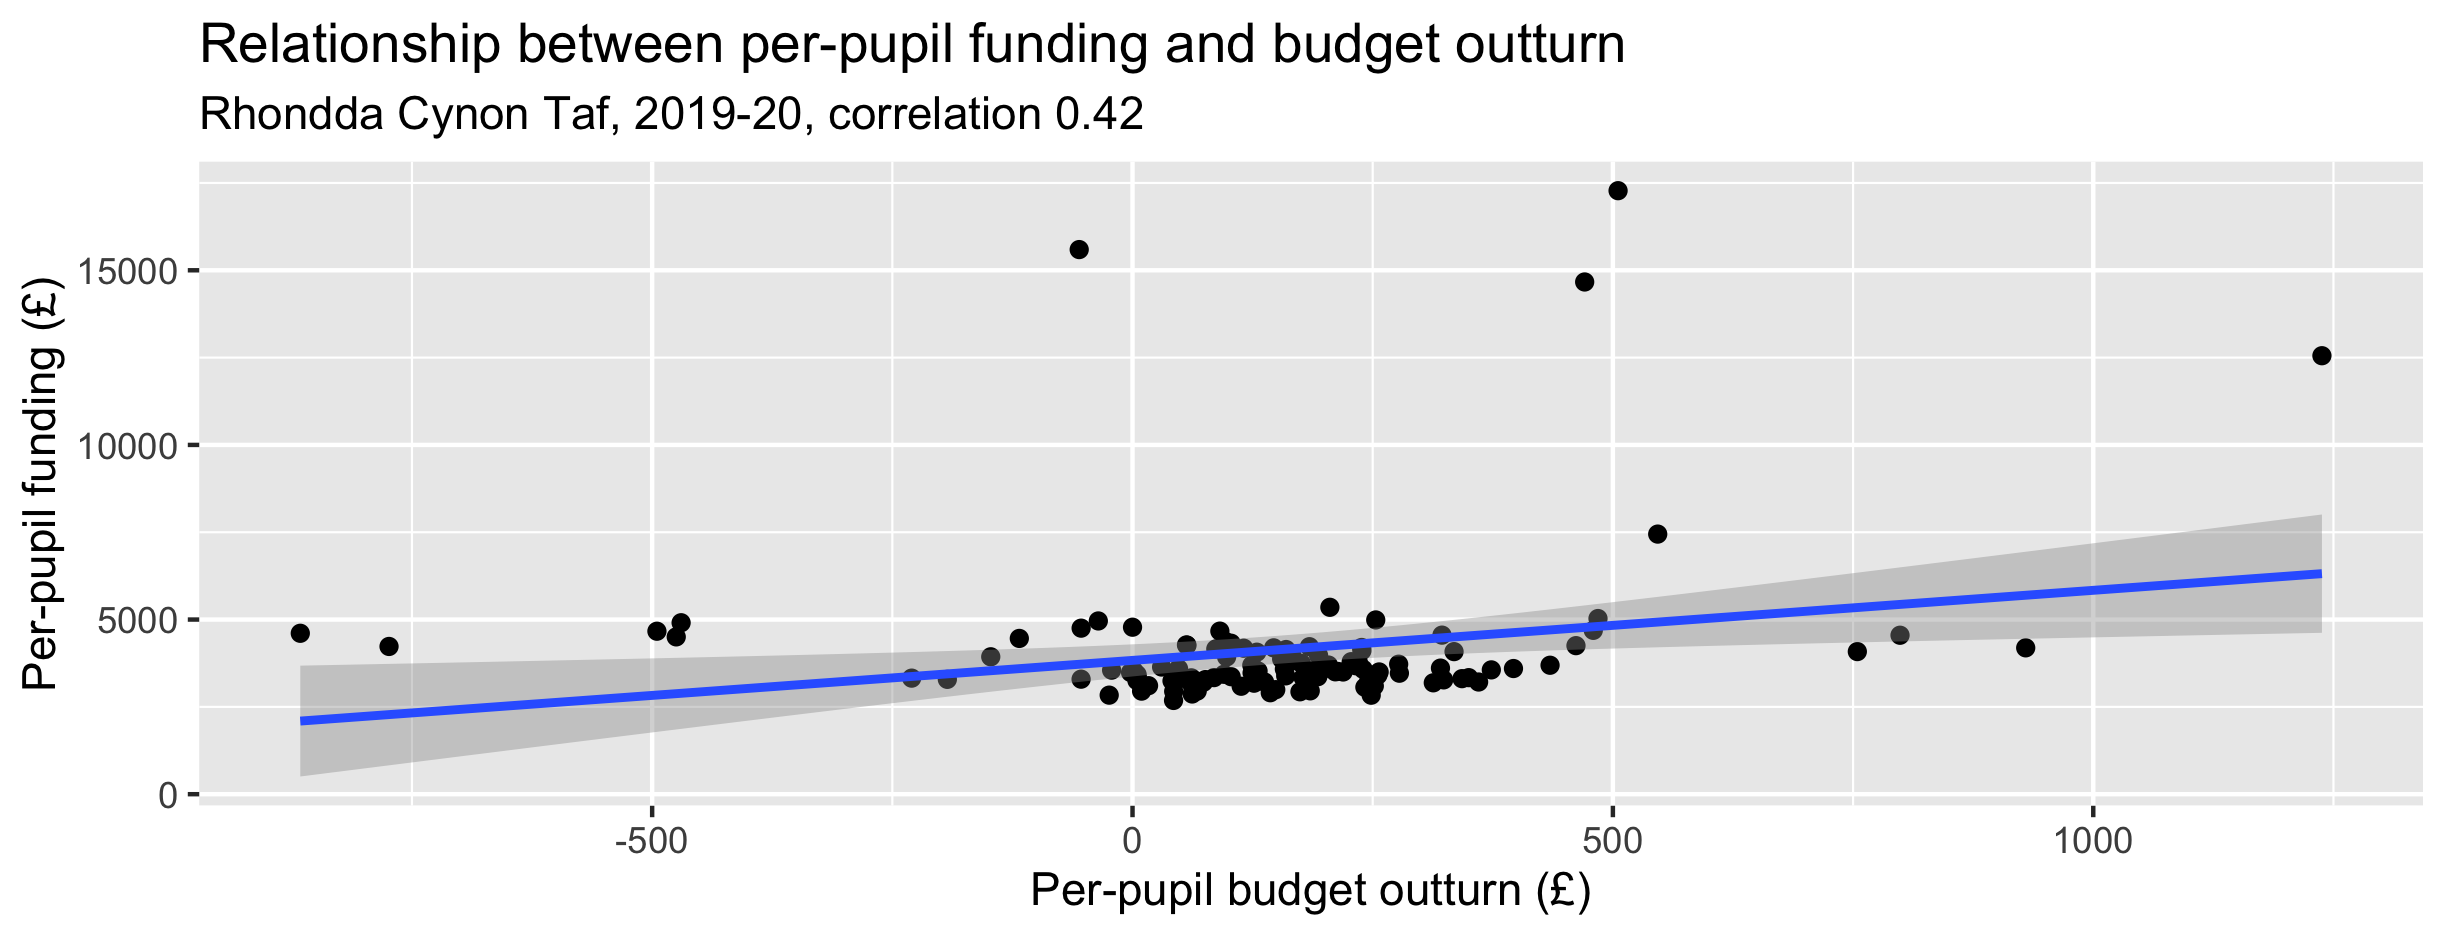 Relationship between per-pupil funding and budget outturn
Rhondda Cynon Taf, 2019-20, correlation 0.42
Per-pupil funding (£)
15000
10000
5000
0
-500 0 500 1000
Per-pupil budget outturn (£)